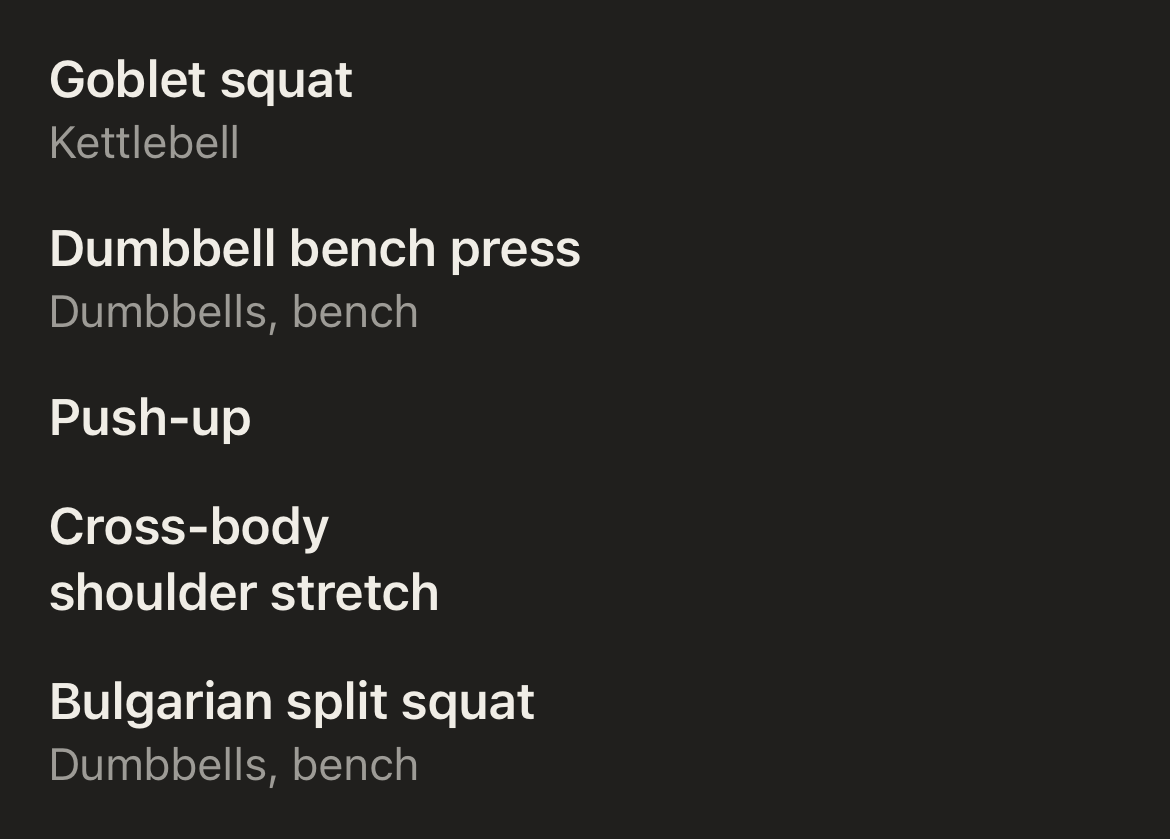 Goblet squat
Kettlebell
Dumbbell bench press
Dumbbells, bench
Push-up
Cross-body
shoulder stretch
Bulgarian split squat
Dumbbells, bench